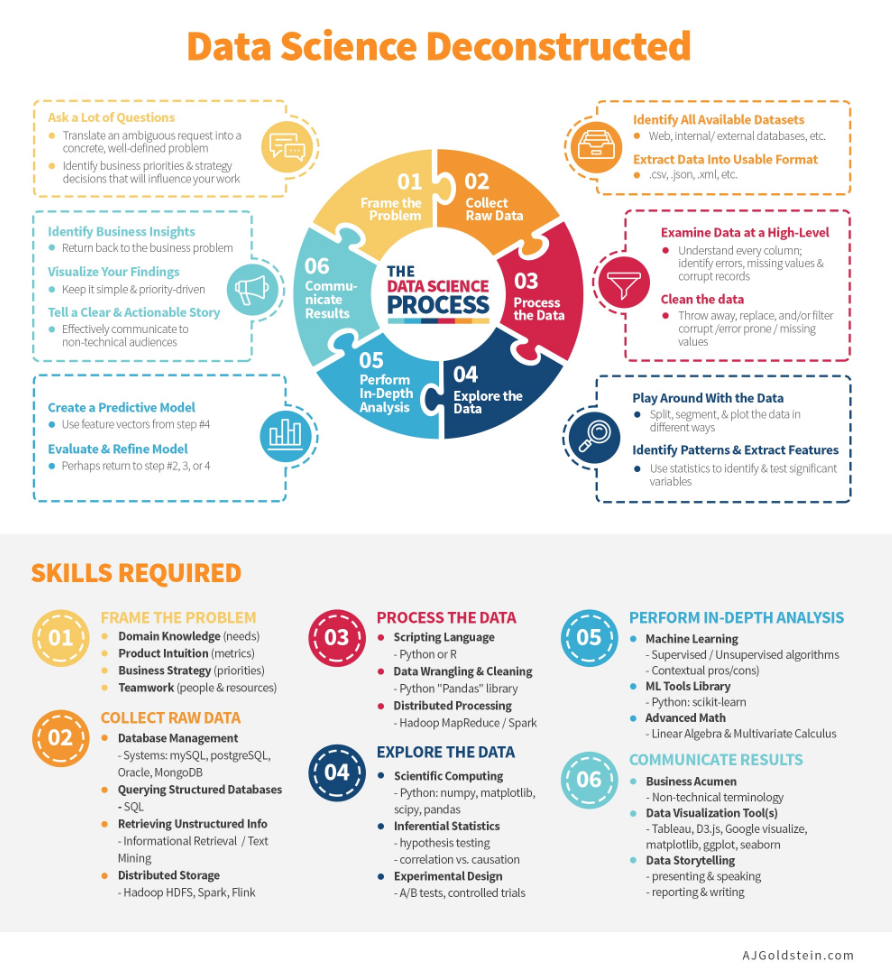 Data Science Deconstructed
Ask a Lot of Questions
Translate an ambiguous request into a
concrete, well-defined problem
Identify business priorities & strategy
decisions that will influence your work
Identify All Available Datasets
Web, internal/ external databases, etc.
Extract Data Into Usable Format
.csv, .json, .xml, etc.
01
Frame the
Problem
02
Collect
Raw Data
03
Process
the Data
04
Explore the
Data
05
Perform
In-Depth
Analysis
06
Commu-
nicate
Results
THE
DATA SCIENCE
PROCESS
Identify Business Insights
Return back to the business problem
Visualize Your Findings
Keep it simple & priority-driven
Tell a Clear & Actionable Story
Effectively communicate to
non-technical audiences
Examine Data at a High-Level
Understand every column;
identify errors, missing values &
corrupt records
Clean the data
Throw away, replace, and/or filter
corrupt /error prone / missing
values
Create a Predictive Model
Use feature vectors from step #4
Evaluate & Refine Model
Perhaps return to step #2, 3, or 4
Play Around With the Data
Split, segment, & plot the data in
different ways
Identify Patterns & Extract Features
Use statistics to identify & test significant
variables
SKILLS REQUIRED
01
FRAME THE PROBLEM
Domain Knowledge (needs)
Product Intuition (metrics)
Business Strategy (priorities)
Teamwork (people & resources)
02
COLLECT RAW DATA
Database Management
- Systems: mySQL, postgreSQL,
Oracle, MongoDB
Querying Structured Databases
- SQL
Retrieving Unstructured Info
- Informational Retrieval / Text
Mining
Distributed Storage
- Hadoop HDFS, Spark, Flink
03
PROCESS THE DATA
Scripting Language
- Python or R
Data Wrangling & Cleaning
- Python "Pandas" library
Distributed Processing
- Hadoop MapReduce / Spark
04
EXPLORE THE DATA
Scientific Computing
- Python: numpy, matplotlib,
scipy, pandas
Inferential Statistics
- hypothesis testing
- correlation vs. causation
Experimental Design
- A/B tests, controlled trials
05
PERFORM IN-DEPTH ANALYSIS
Machine Learning
- Supervised / Unsupervised algorithms
- Contextual pros/cons)
ML Tools Library
- Python: scikit-learn
Advanced Math
- Linear Algebra & Multivariate Calculus
06
COMMUNICATE RESULTS
Business Acumen
- Non-technical terminology
Data Visualization Tool(s)
- Tableau, D3.js, Google visualize,
matplotlib, ggplot, seaborn
Data Storytelling
- presenting & speaking
- reporting & writing
AJGoldstein.com